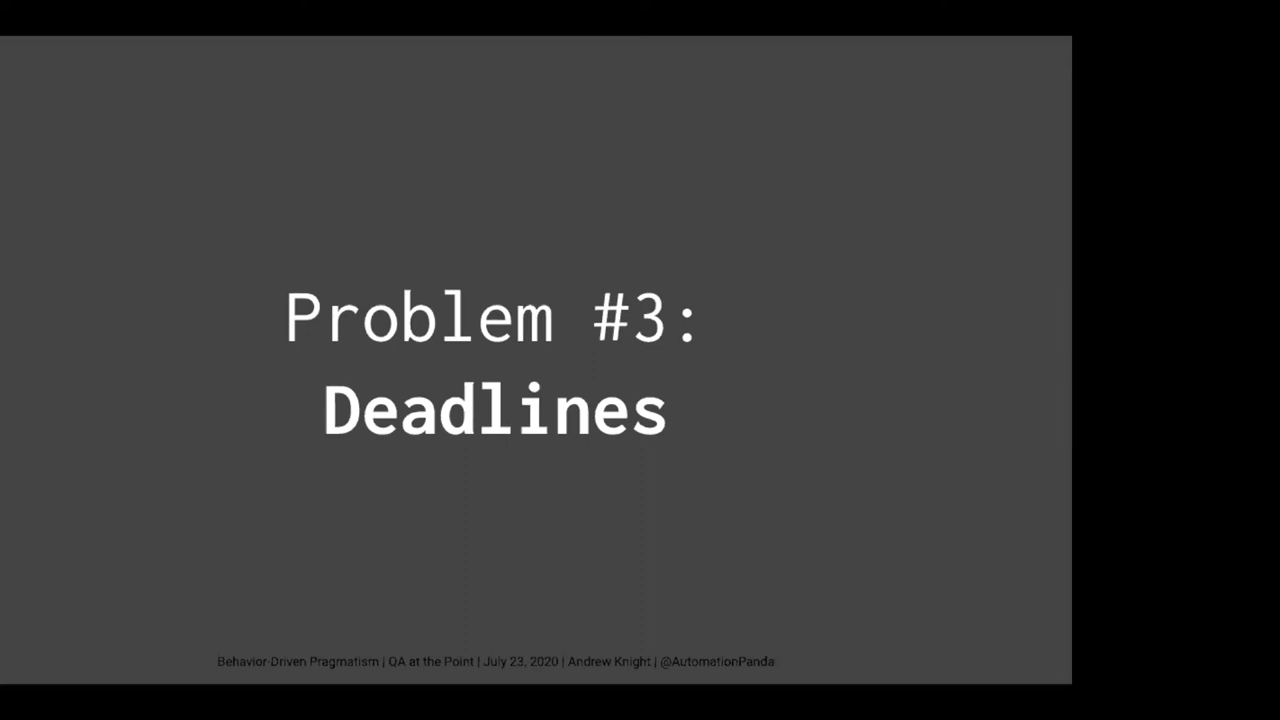 Problem #3:
Deadlines
Behavior-Driven Pragmatism | QA at the Point | July 23, 2020 | Andrew Knight | @AutomationPanda